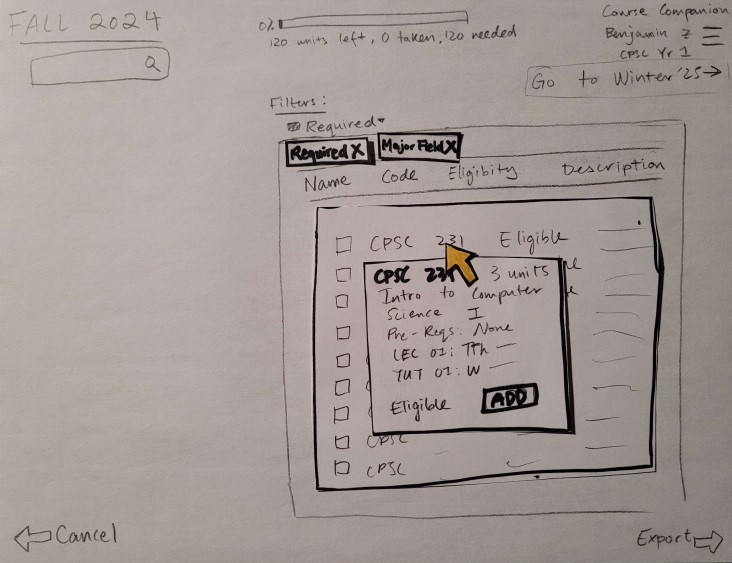 FALL 2024
0%
120 units left, 0 taken, 120 needed
Course Companion
Benjamin Z
CPSC Yr 1
Go to Winter '25
Filters:
Required
Required X Major Field X
Name Code Eligibity Description
CPSC 231 Eligible
CPSC 231 3 units
Intro to Computer
Science I
Pre-Reqs: None
LEC 01: TTh
TUT 01: W
Eligible ADD
CPSC
CPSC
Cancel
Export